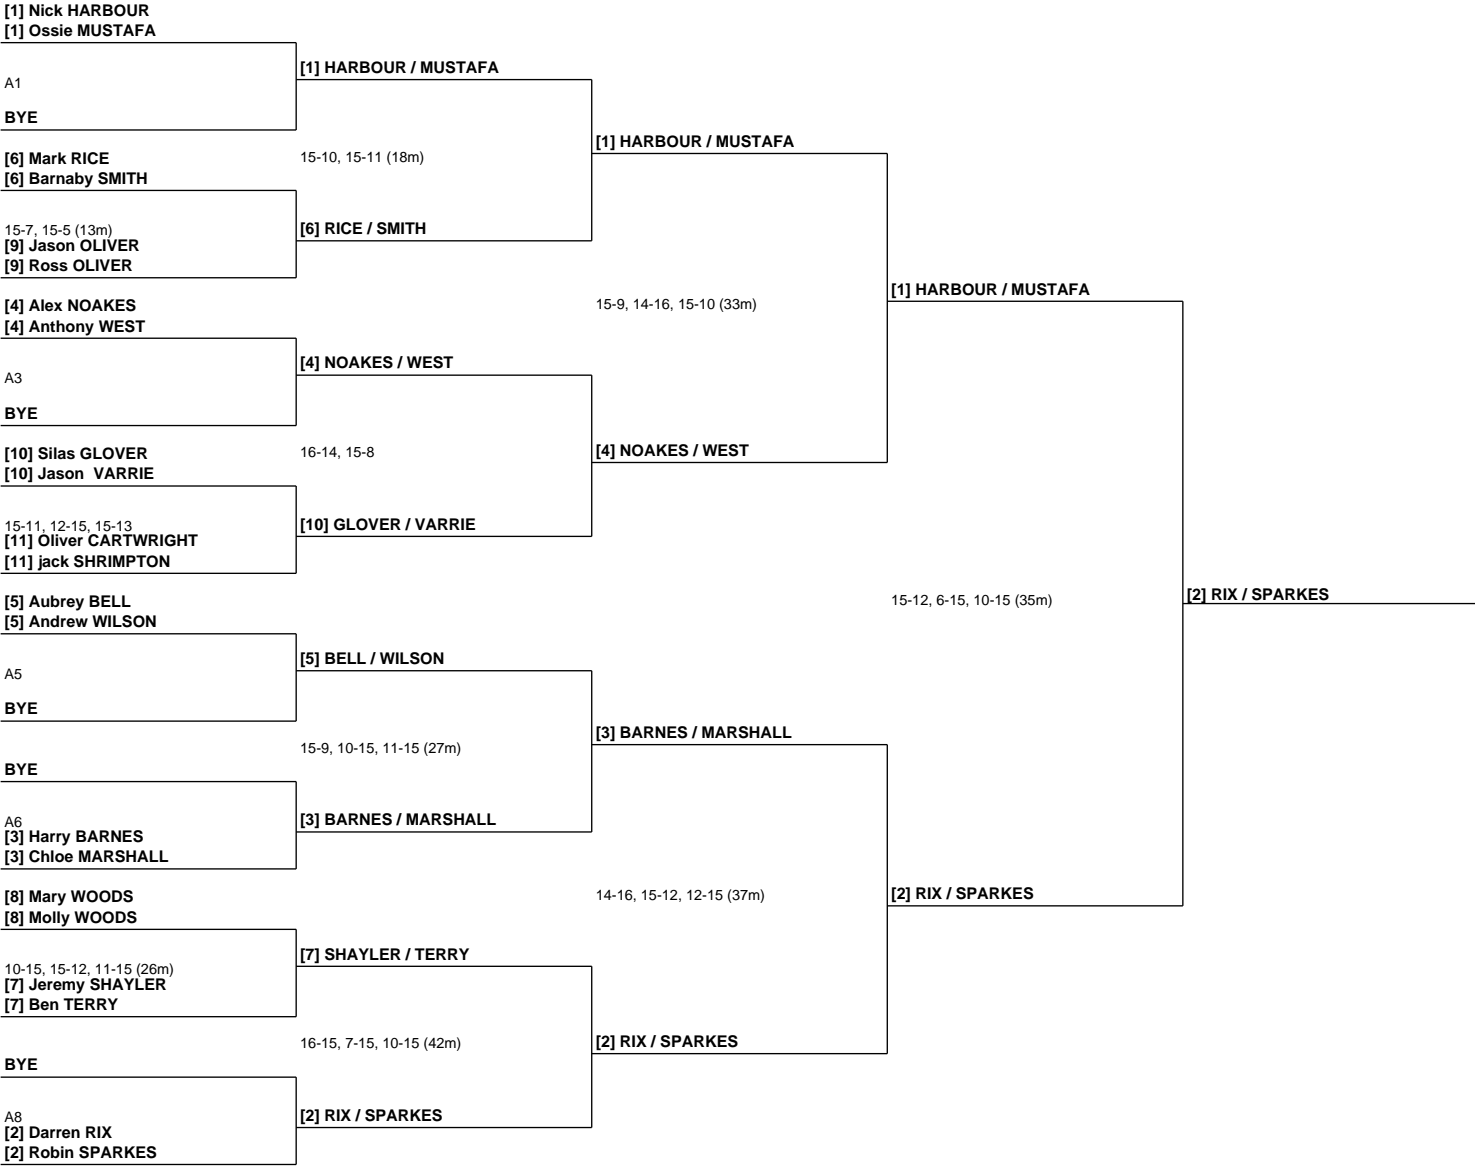 [1] Nick HARBOUR
[1] Ossie MUSTAFA
[1] HARBOUR / MUSTAFA
A1
BYE
[1] HARBOUR / MUSTAFA
[6] Mark RICE
15-10, 15-11 (18m)
[6] Barnaby SMITH
15-7, 15-5 (13m)
[6] RICE / SMITH
[9] Jason OLIVER
[9] Ross OLIVER
[1] HARBOUR / MUSTAFA
[4] Alex NOAKES
15-9, 14-16, 15-10 (33m)
[4] Anthony WEST
[4] NOAKES / WEST
A3
BYE
[10] Silas GLOVER
16-14, 15-8
[4] NOAKES / WEST
[10] Jason  VARRIE
15-11, 12-15, 15-13
[10] GLOVER / VARRIE
[11] Oliver CARTWRIGHT
[11] jack SHRIMPTON
[5] Aubrey BELL
15-12, 6-15, 10-15 (35m)
[2] RIX / SPARKES
[5] Andrew WILSON
[5] BELL / WILSON
A5
BYE
[3] BARNES / MARSHALL
15-9, 10-15, 11-15 (27m)
BYE
A6
[3] BARNES / MARSHALL
[3] Harry BARNES
[3] Chloe MARSHALL
[8] Mary WOODS
14-16, 15-12, 12-15 (37m)
[2] RIX / SPARKES
[8] Molly WOODS
[7] SHAYLER / TERRY
10-15, 15-12, 11-15 (26m)
[7] Jeremy SHAYLER
[7] Ben TERRY
16-15, 7-15, 10-15 (42m)
[2] RIX / SPARKES
BYE
A8
[2] RIX / SPARKES
[2] Darren RIX
[2] Robin SPARKES